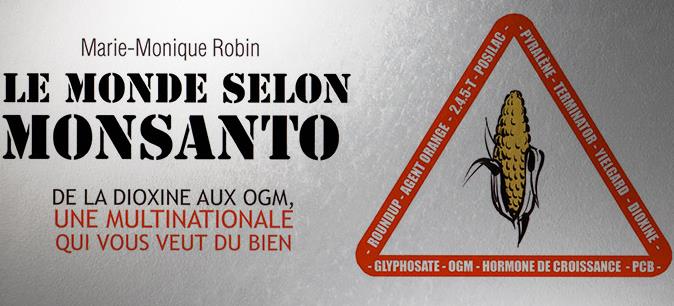 Marie-Monique Robin
LE MONDE SELON
MONSANTO
DE LA DIOXINE AUX OGM,
UNE MULTINATIONALE
QUI VOUS VEUT DU BIEN
- ROUNDUP - AGENT ORANGE - 2.4.5-T - POSILAC -
PYRALÈNE - TERMINATOR - YIELGARD - DIOXINE -
- GLYPHOSATE - OGM - HORMONE DE CROISSANCE - PCB -